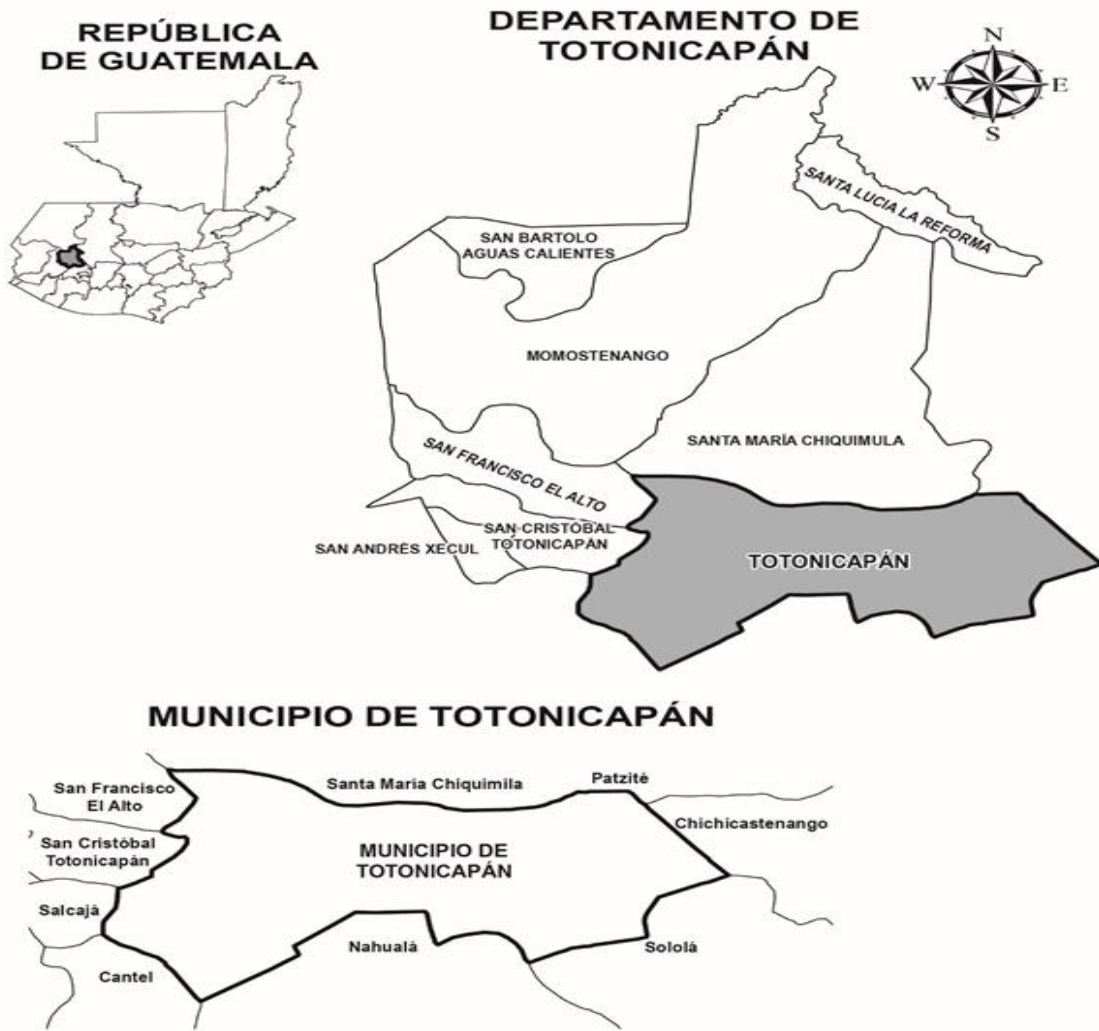 REPÚBLICA
DE GUATEMALA
DEPARTAMENTO DE
TOTONICAPÁN
N
W
E
S
SANTA LUCIA LA REFORMA
SAN BARTOLO
AGUAS CALIENTES
MOMOSTENANGO
SANTA MARÍA CHIQUIMULA
SAN FRANCISCO EL ALTO
SAN CRISTÓBAL
TOTONICAPÁN
SAN ANDRÉS XECUL
TOTONICAPÁN
MUNICIPIO DE TOTONICAPÁN
San Francisco
El Alto
Santa María Chiquimila
Patzité
San Cristóbal
Totonicapán
Chichicastenango
MUNICIPIO DE
TOTONICAPÁN
Salcajá
Nahualá
Sololá
Cantel